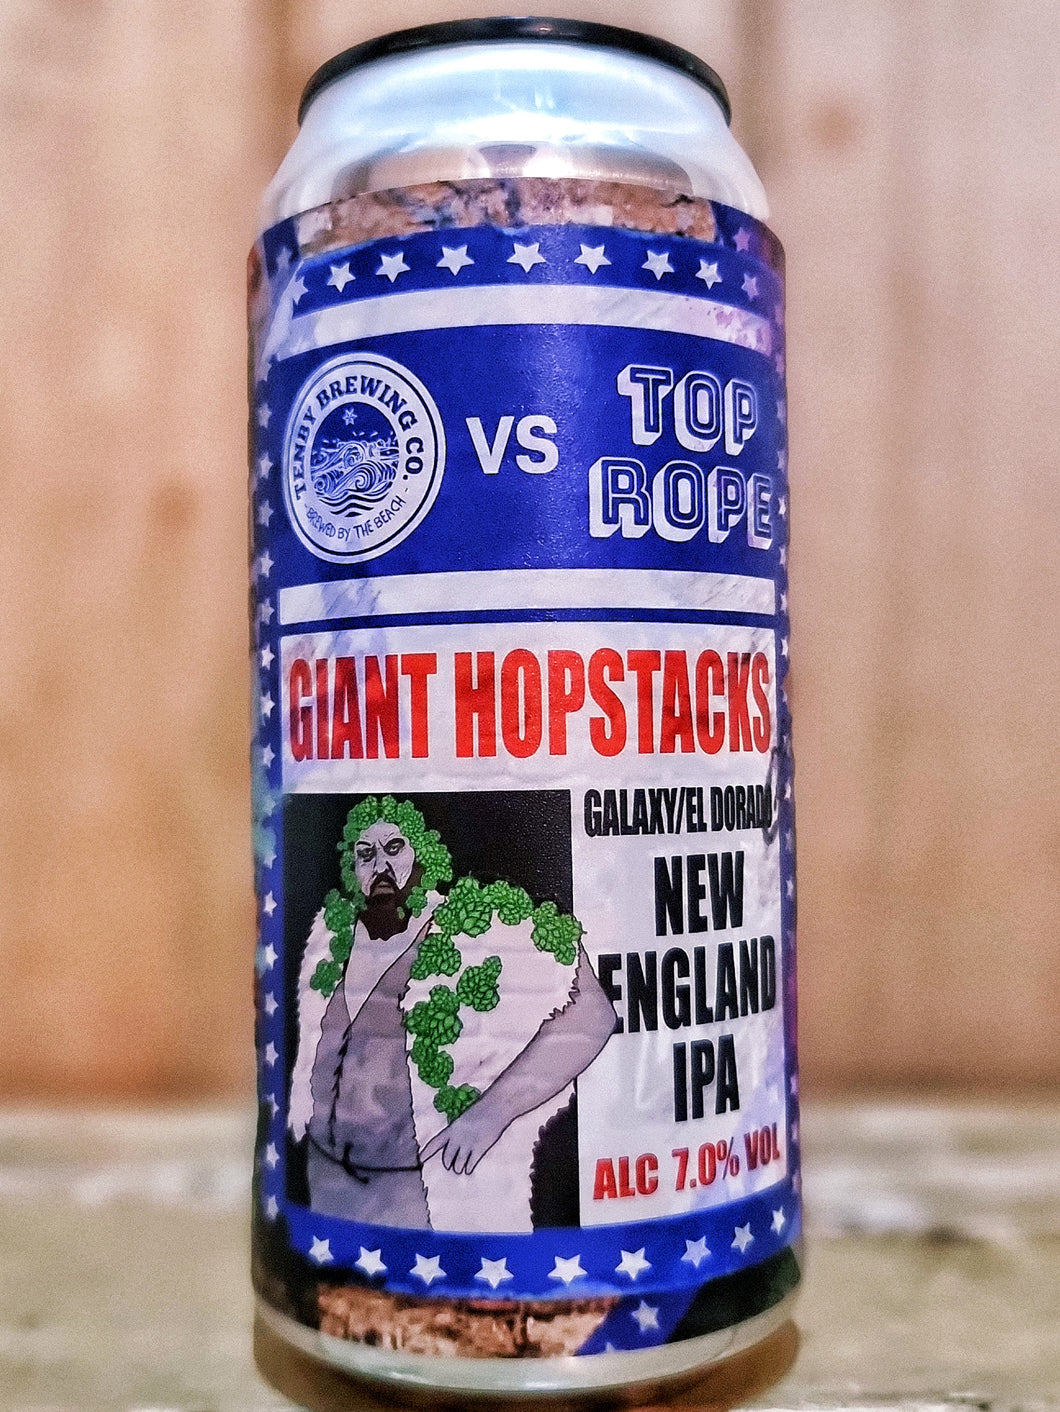 TENBY BREWING CO.
- BREWED BY THE BEACH -
VS
TOP
ROPE
GIANT HOPSTACKS
GALAXY/EL DORADO
NEW
ENGLAND
IPA
ALC 7.0% VOL